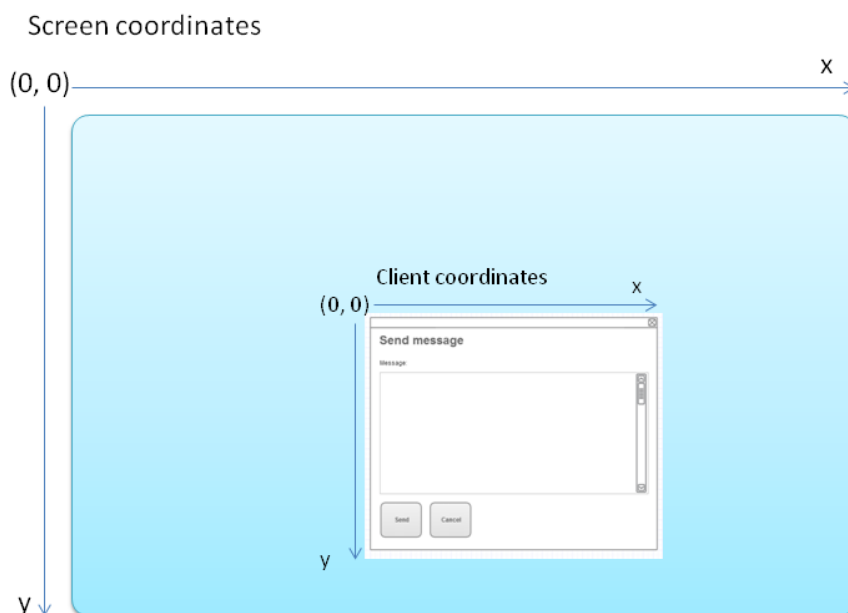 Screen coordinates
x
(0, 0)
Client coordinates
x
(0, 0)
Send message
Message:
Send
Cancel
y
y